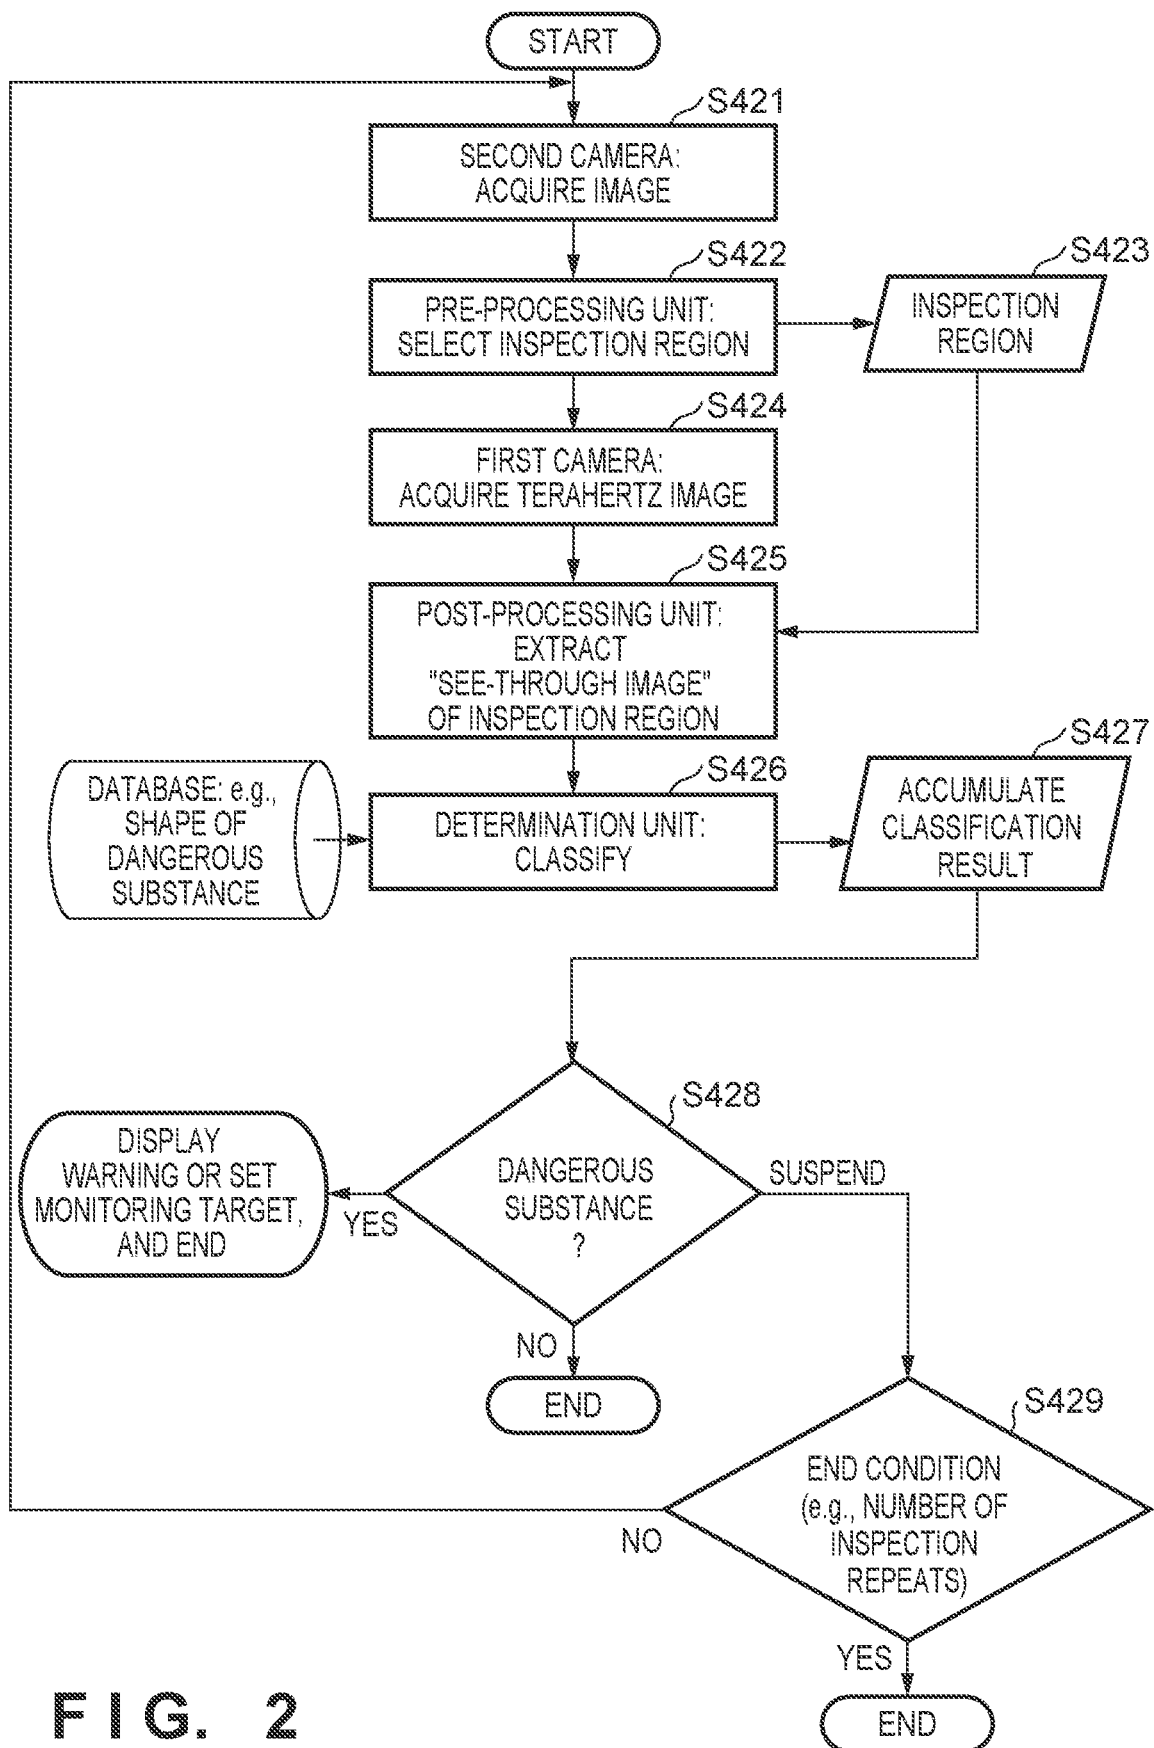 START
S421
SECOND CAMERA:
ACQUIRE IMAGE
S422
PRE-PROCESSING UNIT:
SELECT INSPECTION REGION
S423
INSPECTION
REGION
S424
FIRST CAMERA:
ACQUIRE TERAHERTZ IMAGE
S425
POST-PROCESSING UNIT:
EXTRACT
"SEE-THROUGH IMAGE"
OF INSPECTION REGION
DATABASE: e.g.,
SHAPE OF
DANGEROUS
SUBSTANCE
S426
DETERMINATION UNIT:
CLASSIFY
S427
ACCUMULATE
CLASSIFICATION
RESULT
S428
DANGEROUS
SUBSTANCE
?
YES
DISPLAY
WARNING OR SET
MONITORING TARGET,
AND END
SUSPEND
NO
END
S429
END CONDITION
(e.g., NUMBER OF
INSPECTION
REPEATS)
NO
YES
END
FIG. 2